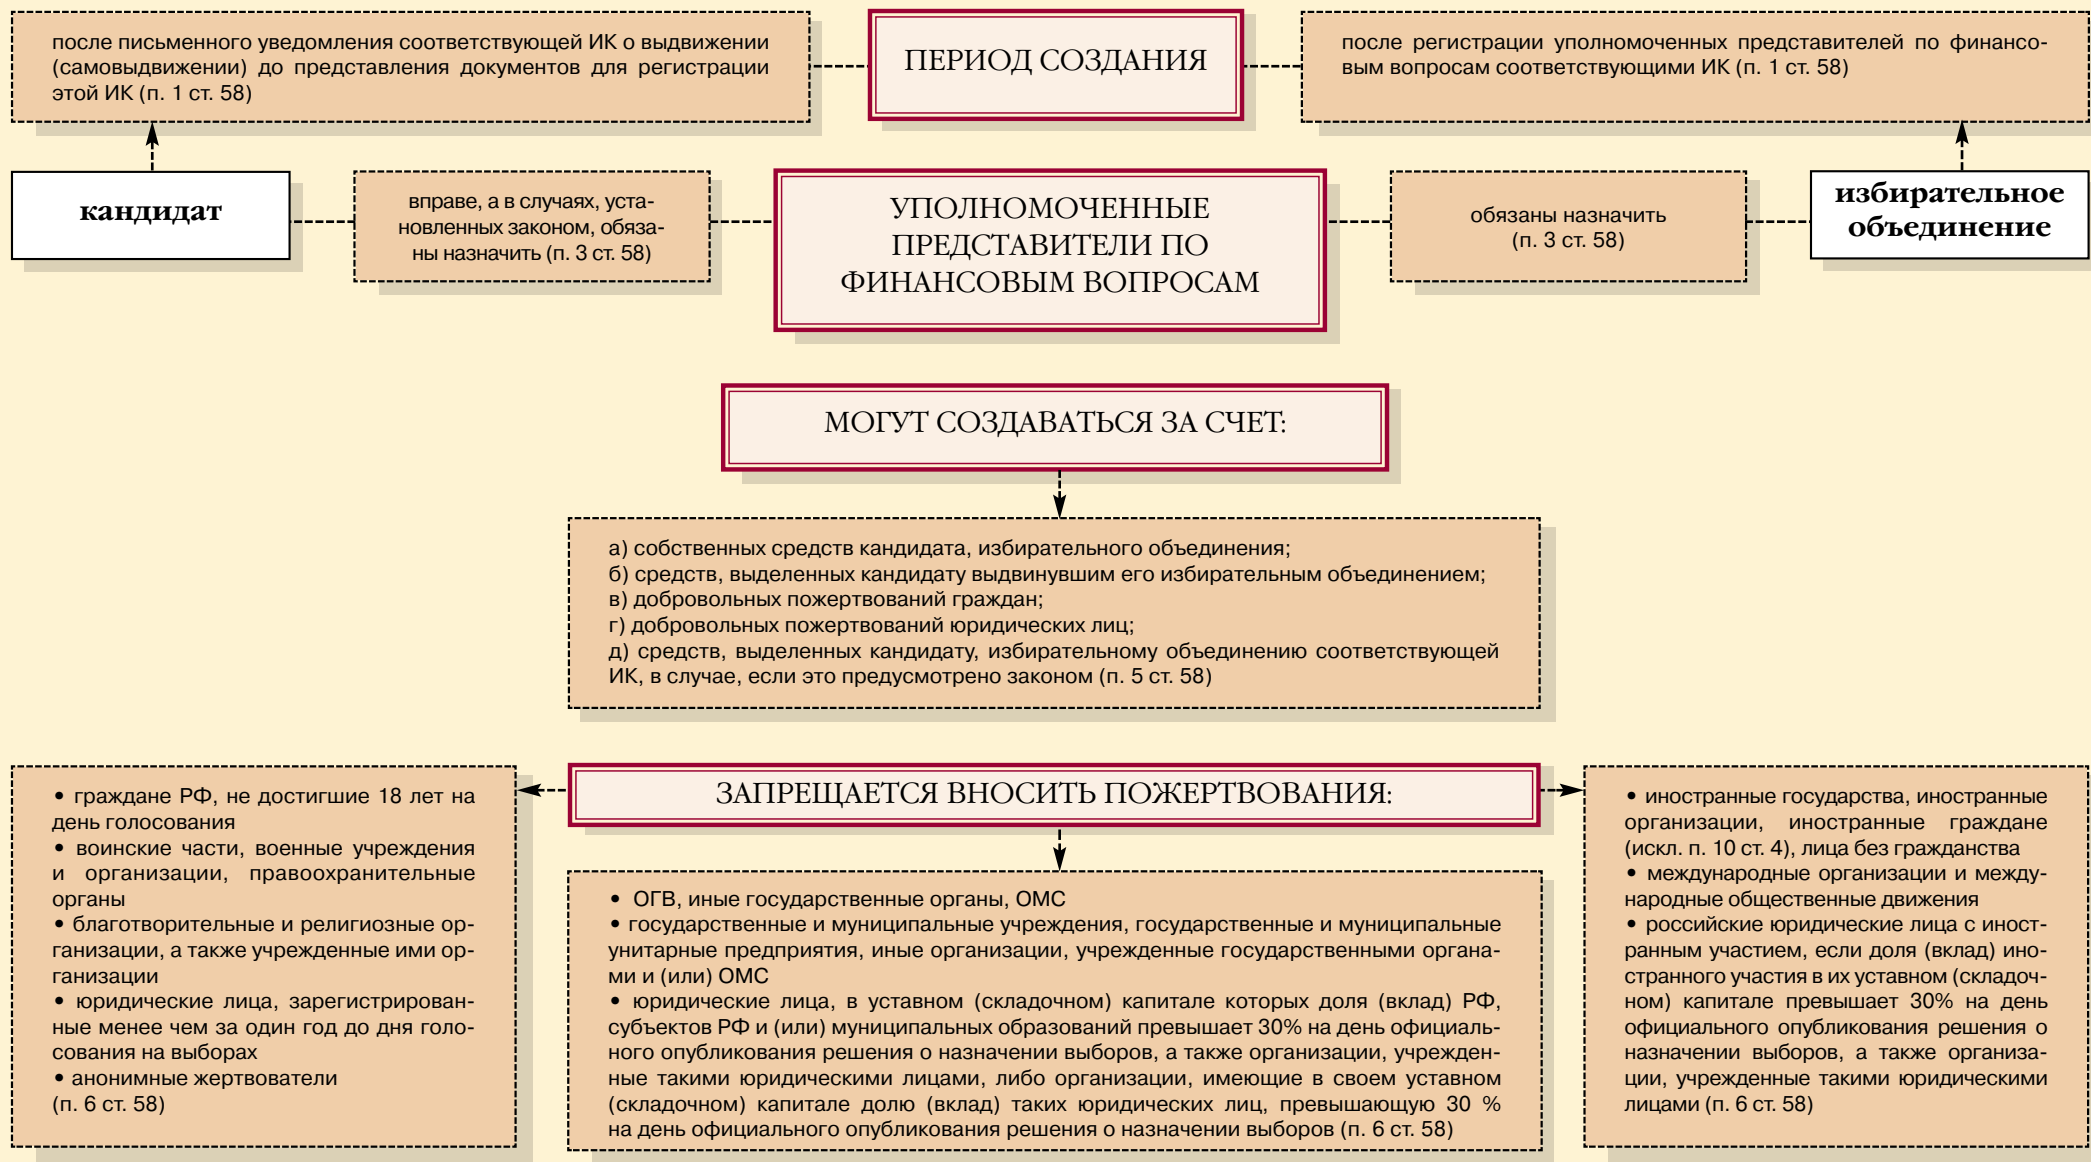 после письменного уведомления соответствующей ИК о выдвижении
(самовыдвижении) до представления документов для регистрации
этой ИК (п. 1 ст. 58)
ПЕРИОД СОЗДАНИЯ
после регистрации уполномоченных представителей по финансо-
вым вопросам соответствующими ИК (п. 1 ст. 58)
кандидат
вправе, а в случаях, уста-
новленных законом, обяза-
ны назначить (п. 3 ст. 58)
УПОЛНОМОЧЕННЫЕ
ПРЕДСТАВИТЕЛИ ПО
ФИНАНСОВЫМ ВОПРОСАМ
обязаны назначить
(п. 3 ст. 58)
избирательное
объединение
МОГУТ СОЗДАВАТЬСЯ ЗА СЧЕТ:
а) собственных средств кандидата, избирательного объединения;
б) средств, выделенных кандидату выдвинувшим его избирательным объединением;
в) добровольных пожертвований граждан;
г) добровольных пожертвований юридических лиц;
д) средств, выделенных кандидату, избирательному объединению соответствующей
ИК, в случае, если это предусмотрено законом (п. 5 ст. 58)
ЗАПРЕЩАЕТСЯ ВНОСИТЬ ПОЖЕРТВОВАНИЯ:
• граждане РФ, не достигшие 18 лет на
день голосования
• воинские части, военные учреждения
и организации, правоохранительные
органы
• благотворительные и религиозные ор-
ганизации, а также учрежденные ими ор-
ганизации
• юридические лица, зарегистрирован-
ные менее чем за один год до дня голо-
сования на выборах
• анонимные жертвователи
(п. 6 ст. 58)
• ОГВ, иные государственные органы, ОМС
• государственные и муниципальные учреждения, государственные и муниципальные
унитарные предприятия, иные организации, учрежденные государственными органа-
ми и (или) ОМС
• юридические лица, в уставном (складочном) капитале которых доля (вклад) РФ,
субъектов РФ и (или) муниципальных образований превышает 30% на день официаль-
ного опубликования решения о назначении выборов, а также организации, учрежден-
ные такими юридическими лицами, либо организации, имеющие в своем уставном
(складочном) капитале долю (вклад) таких юридических лиц, превышающую 30 %
на день официального опубликования решения о назначении выборов (п. 6 ст. 58)
• иностранные государства, иностранные
организации, иностранные граждане
(искл. п. 10 ст. 4), лица без гражданства
• международные организации и между-
народные общественные движения
• российские юридические лица с иност-
ранным участием, если доля (вклад) ино-
странного участия в их уставном (складоч-
ном) капитале превышает 30% на день
официального опубликования решения о
назначении выборов, а также организа-
ции, учрежденные такими юридическими
лицами (п. 6 ст. 58)